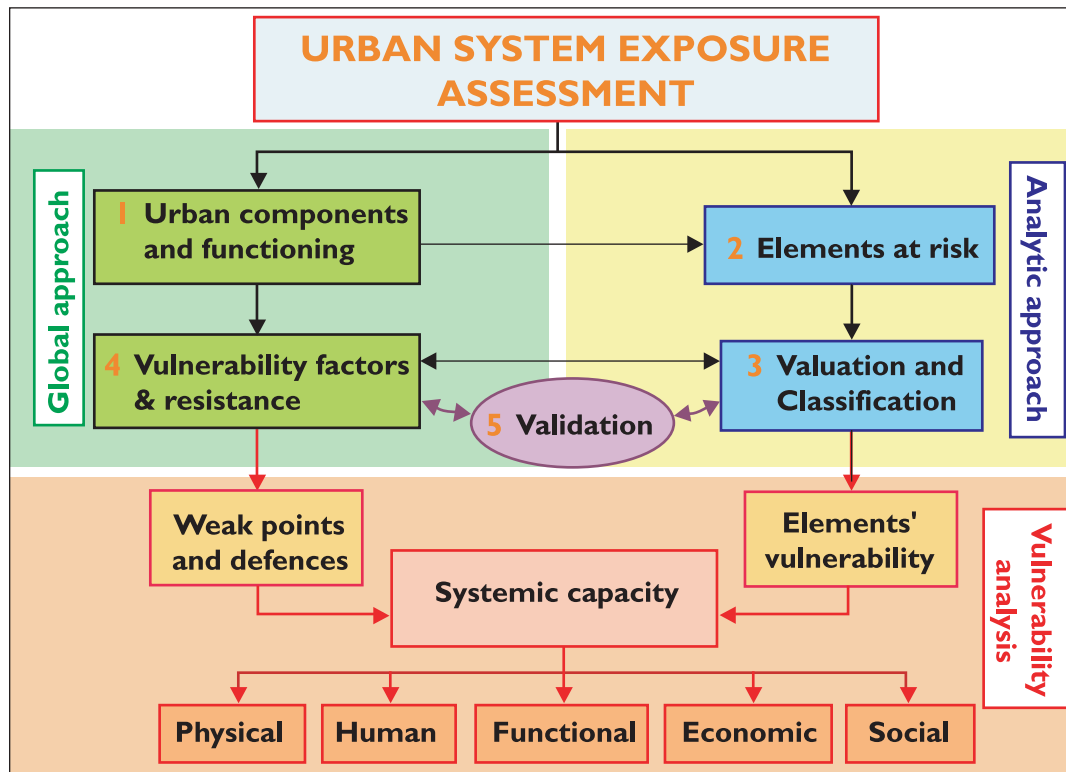 URBAN SYSTEM EXPOSURE
ASSESSMENT
Global approach
Analytic approach
1 Urban components
and functioning
2 Elements at risk
4 Vulnerability factors
& resistance
3 Valuation and
Classification
5 Validation
Weak points
and defences
Elements'
vulnerability
Systemic capacity
Vulnerability
analysis
Physical
Human
Functional
Economic
Social